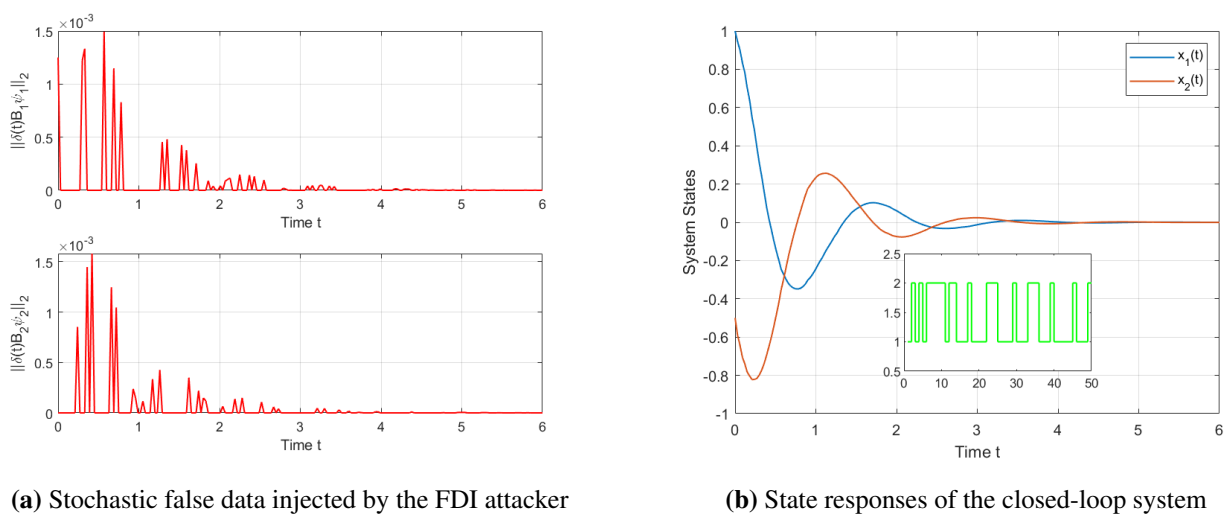 ×10⁻³
1.5
1
0.5
0
||δ(t)B₁ψ₁||₂
0 1 2 3 4 5 6
Time t
×10⁻³
1.5
1
0.5
0
||δ(t)B₂ψ₂||₂
0 1 2 3 4 5 6
Time t
(a) Stochastic false data injected by the FDI attacker
1
0.8
0.6
0.4
0.2
0
-0.2
-0.4
-0.6
-0.8
-1
System States
x₁(t)
x₂(t)
2.5
2
1.5
1
0.5
0 10 20 30 40 50
0 1 2 3 4 5 6
Time t
(b) State responses of the closed-loop system